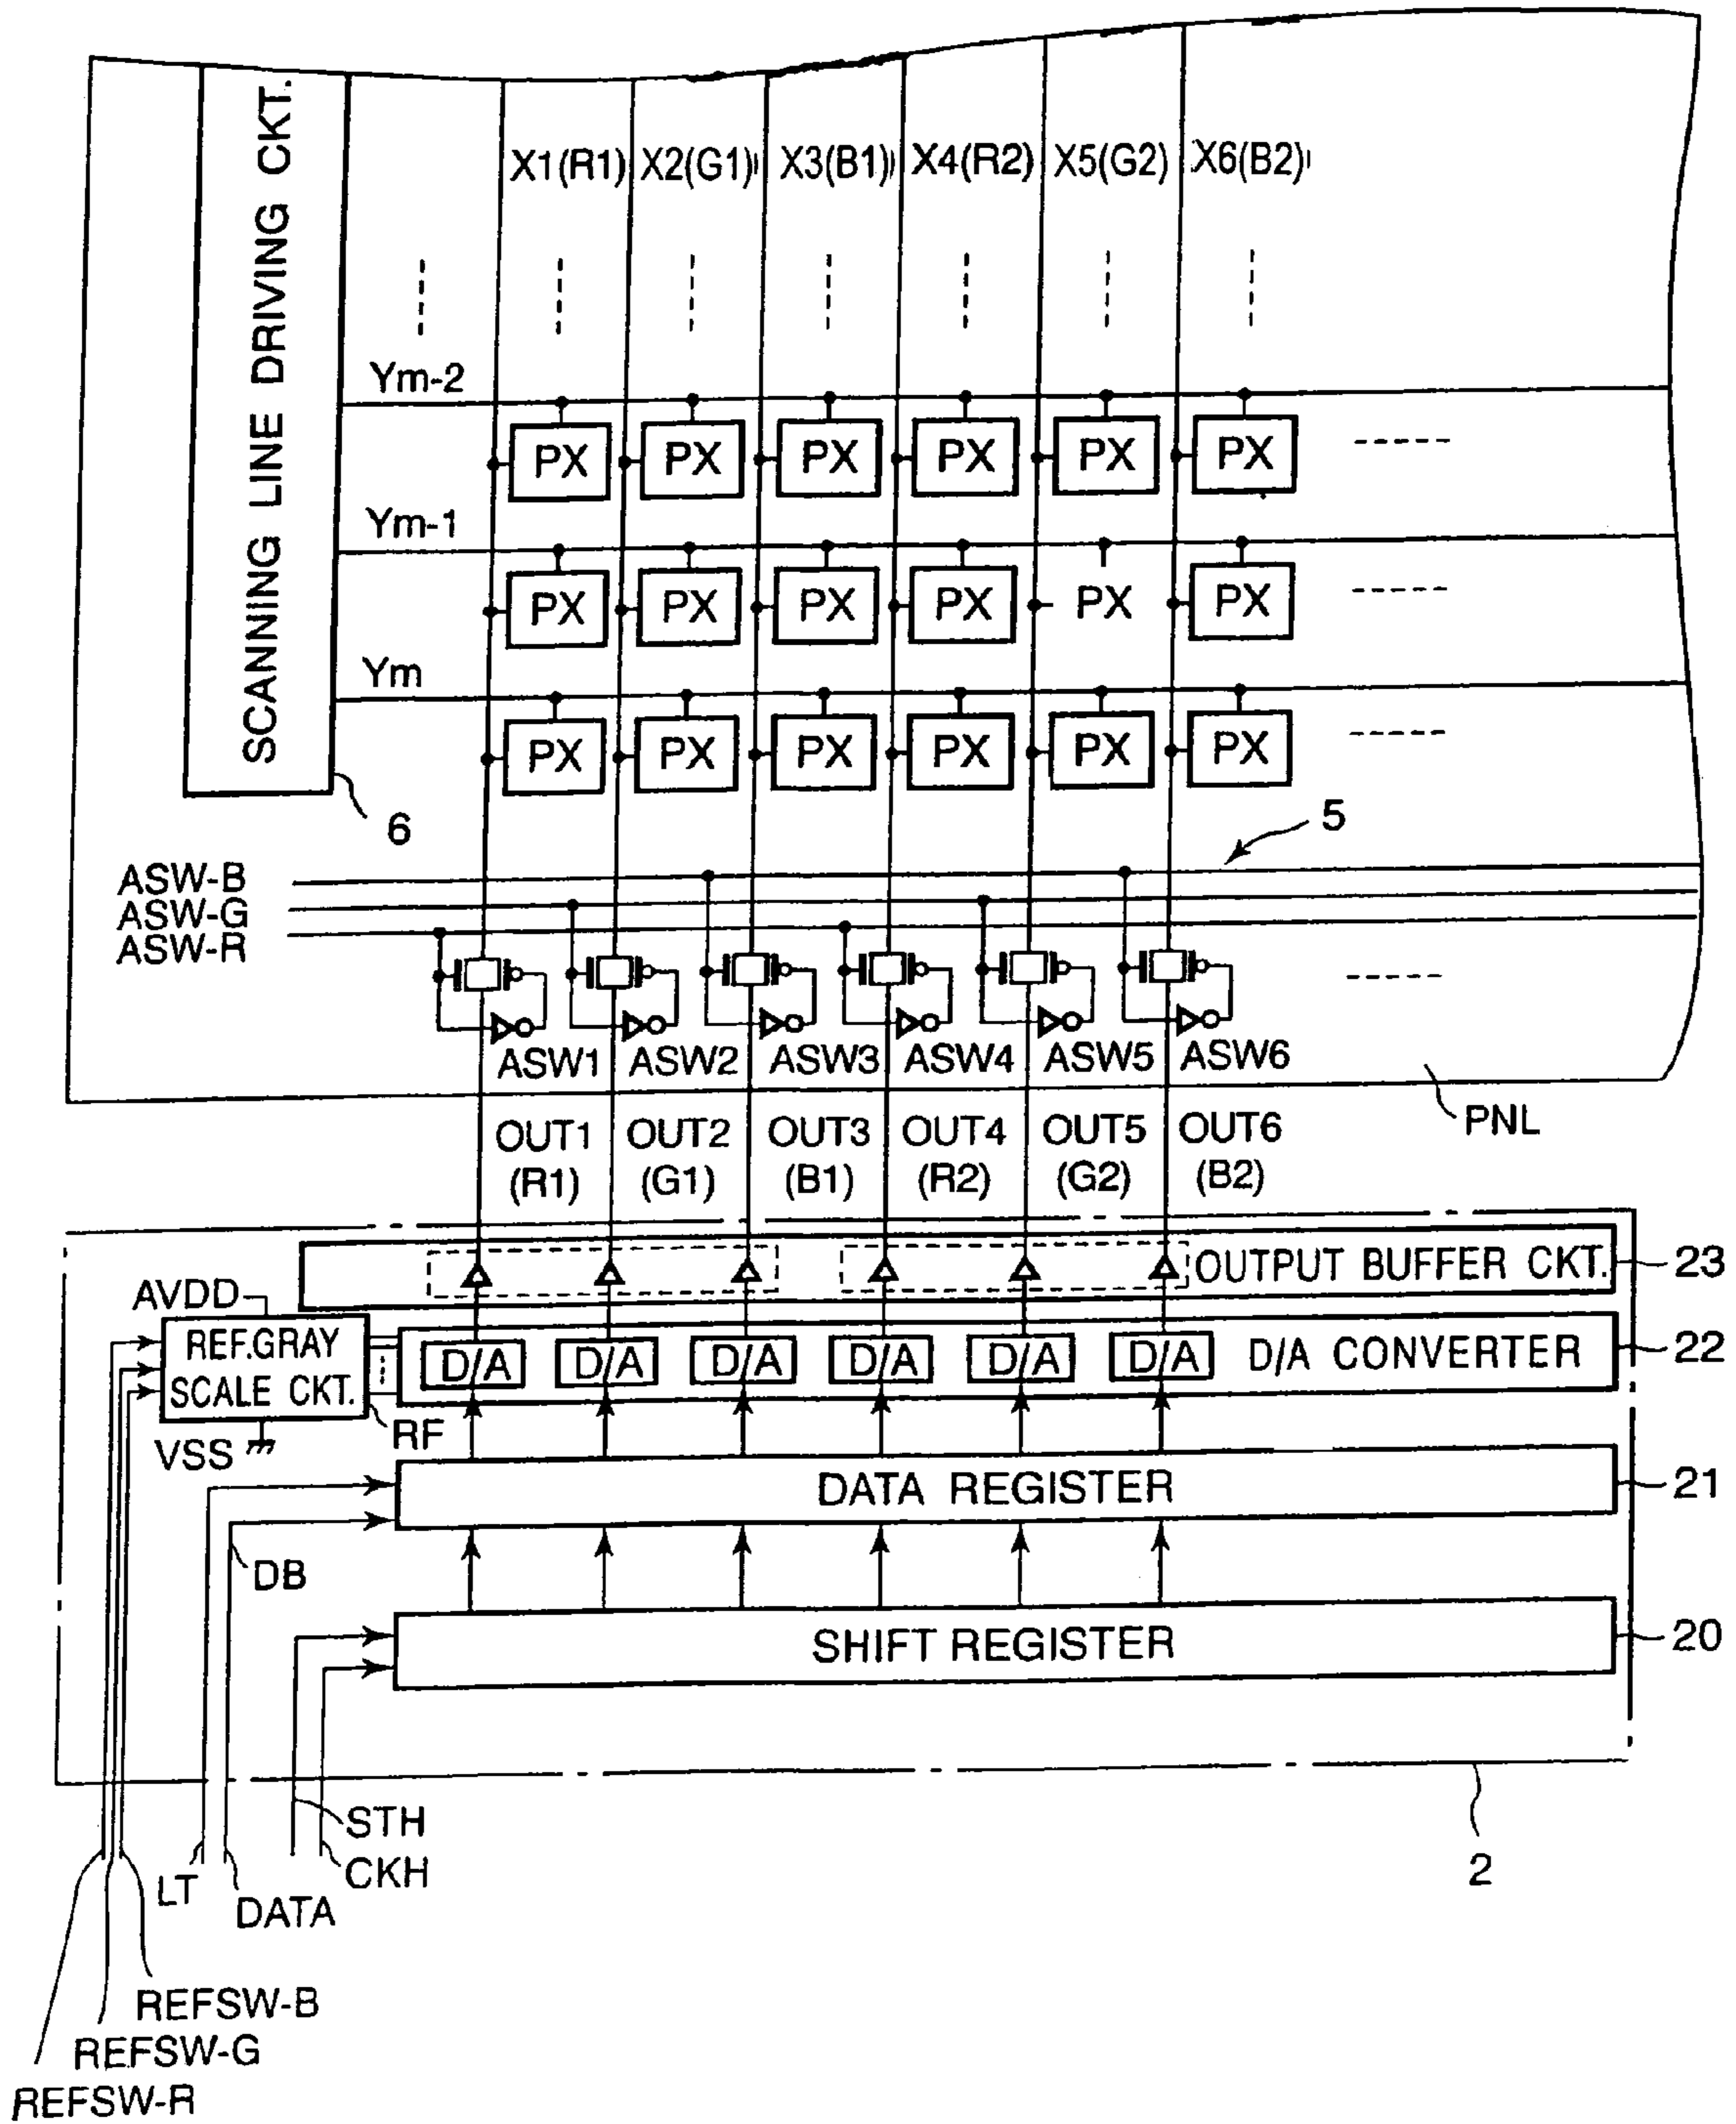 SCANNING LINE DRIVING CKT.
X1(R1) X2(G1) X3(B1) X4(R2) X5(G2) X6(B2)
Ym-2
PX PX PX PX PX PX
Ym-1
PX PX PX PX PX PX
Ym
PX PX PX PX PX PX
6
5
ASW-B
ASW-G
ASW-R
ASW1 ASW2 ASW3 ASW4 ASW5 ASW6
PNL
OUT1 OUT2 OUT3 OUT4 OUT5 OUT6
(R1) (G1) (B1) (R2) (G2) (B2)
OUTPUT BUFFER CKT. 23
AVDD
REF.GRAY
SCALE CKT.
D/A D/A D/A D/A D/A D/A D/A CONVERTER 22
RF
VSS
DATA REGISTER 21
DB
SHIFT REGISTER 20
STH
CKH
LT
DATA
2
REFSW-B
REFSW-G
REFSW-R